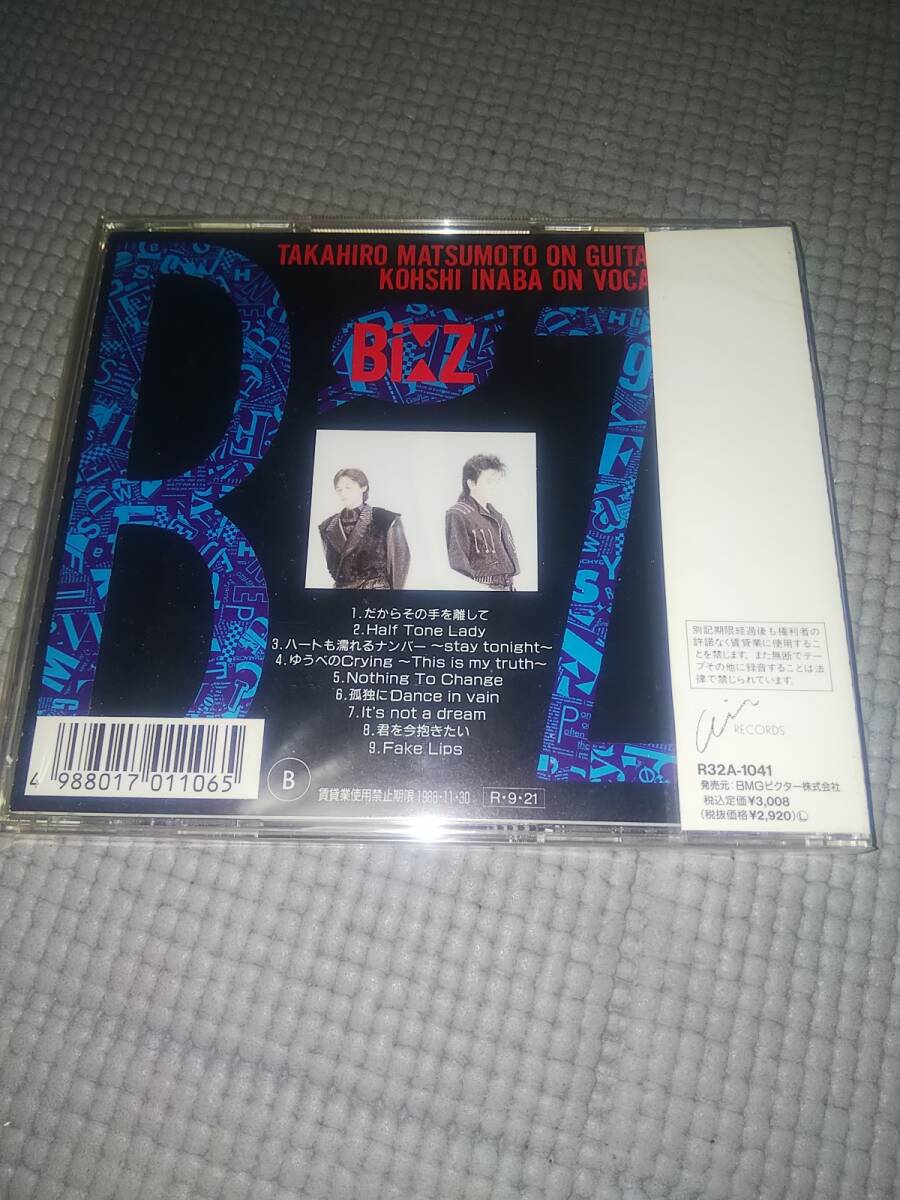 TAKAHIRO MATSUMOTO ON GUITA
KOHSHI INABA ON VOCA
B'Z
Bi:Z
1.だからその手を離して
2.Half Tone Lady
3.ハートも濡れるナンバー 〜stay tonight〜
4.ゆうべのCrying 〜This is my truth〜
5.Nothing To Change
6.孤独にDance in vain
7.It's not a dream
8.君を今抱きたい
9.Fake Lips
4 988017 011065
B
賃貸業使用禁止期限 1988・11・30
R・9・21
別記期限経過後も権利者の
許諾なく賃貸業に使用するこ
とを禁じます。また無断でテー
プその他に録音することは法
律で禁じられています。
air RECORDS
R32A-1041
発売元:BMGビクター株式会社
税込定価¥3,008
(税抜価格¥2,920)Ⓛ